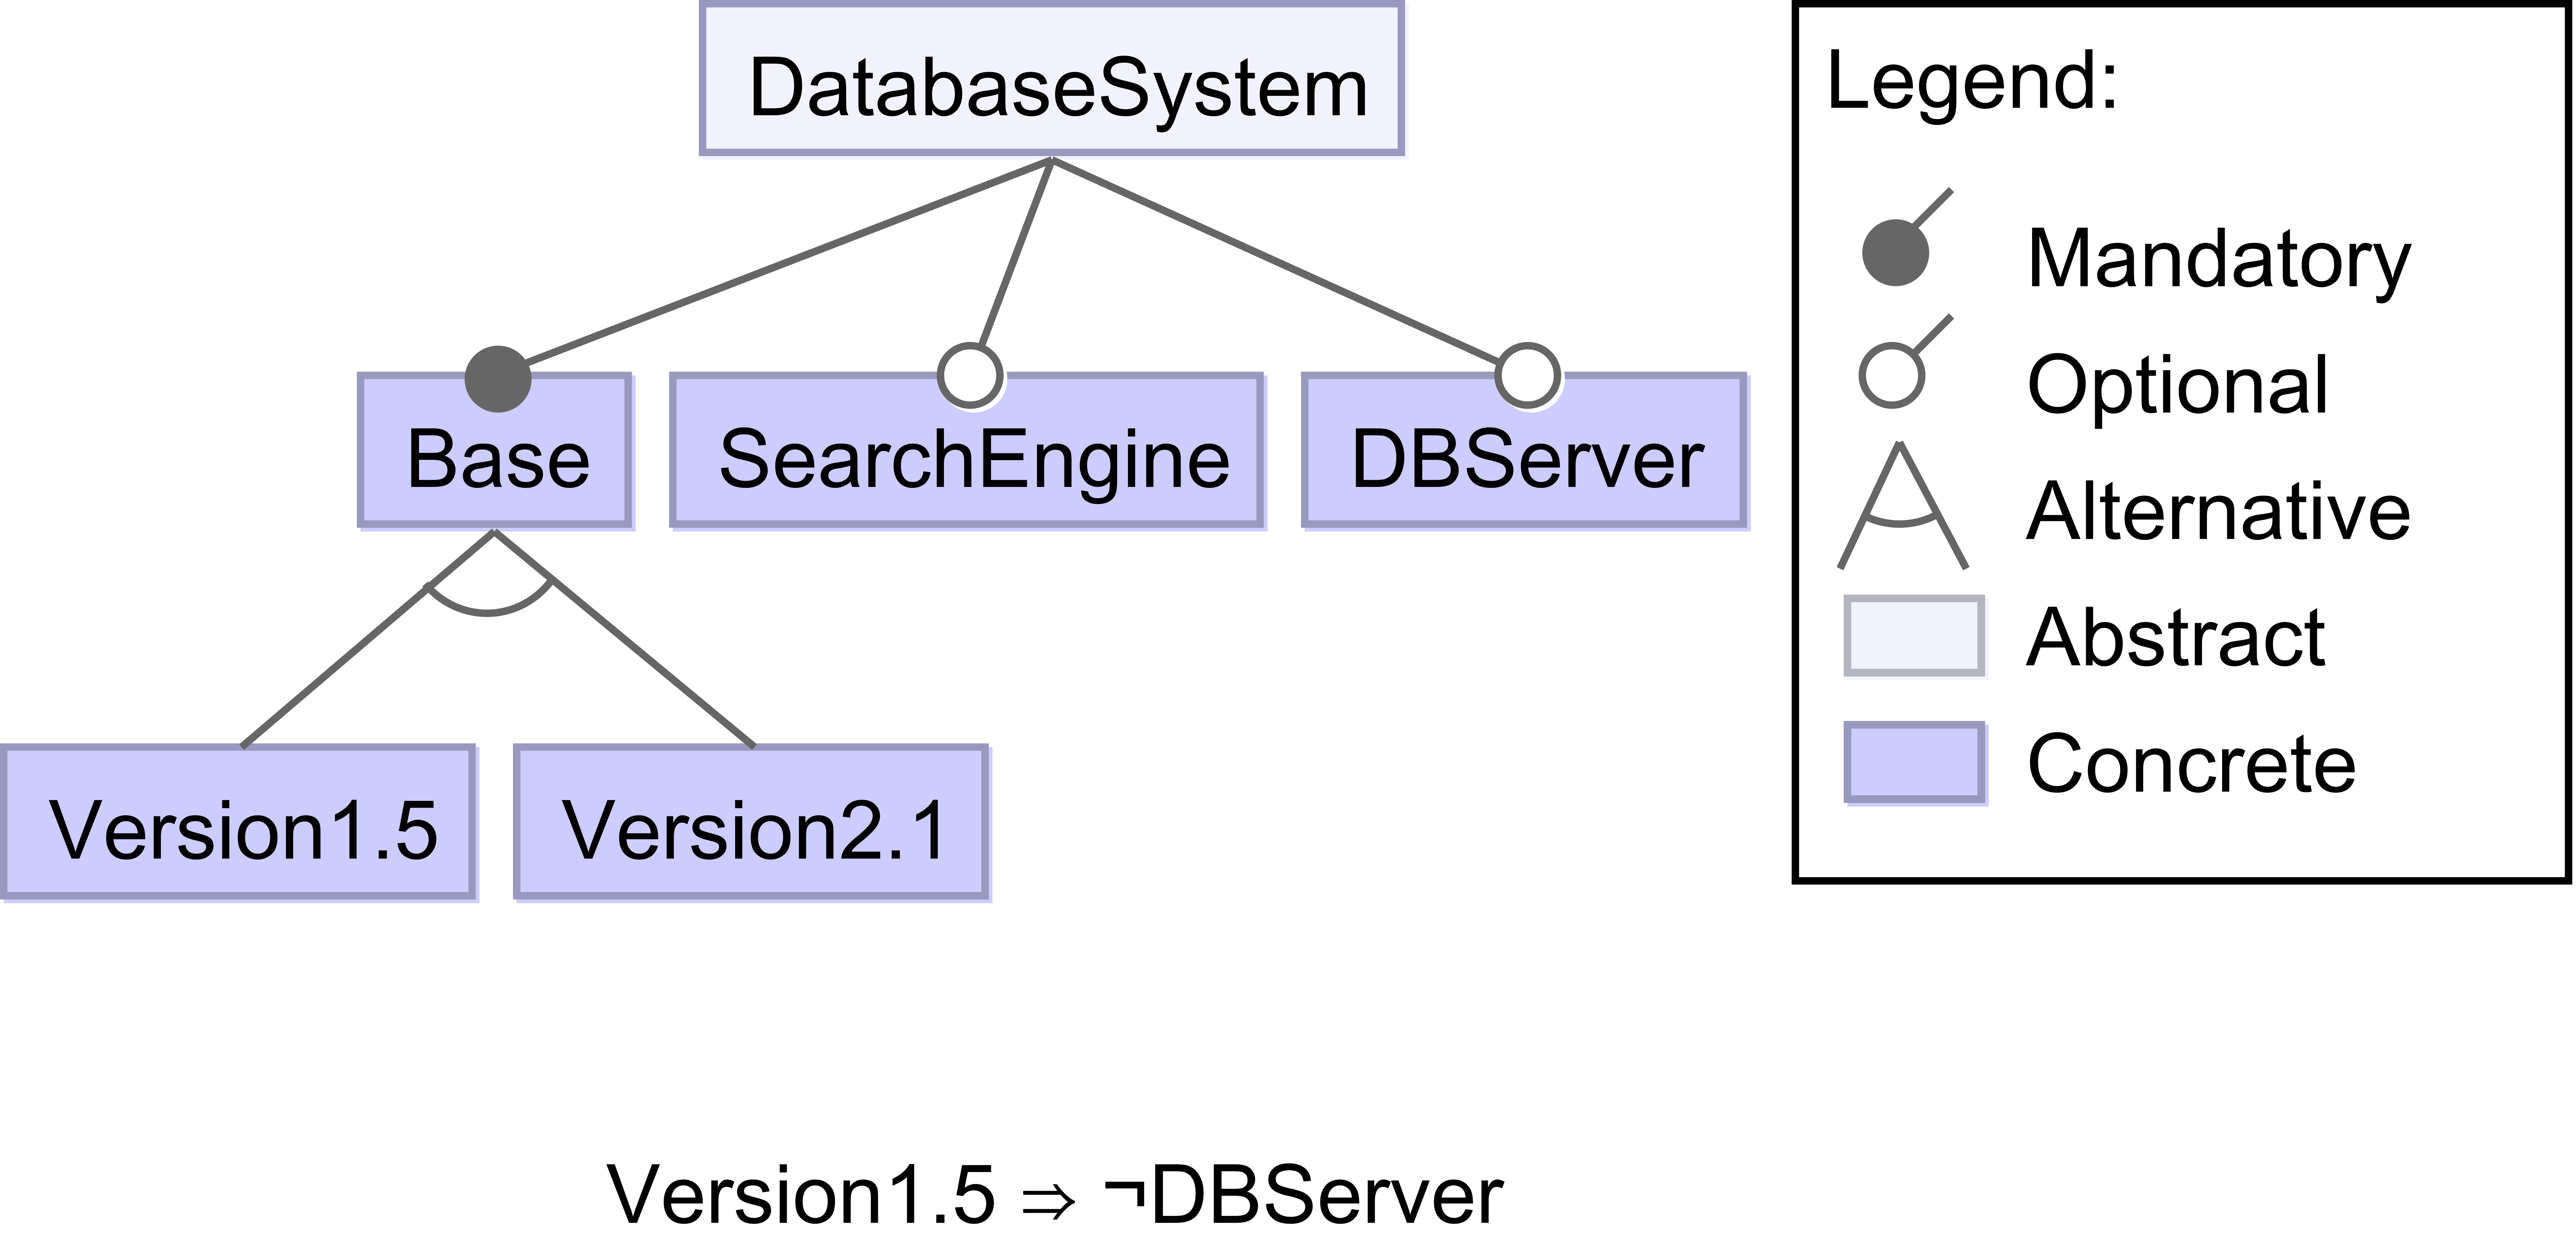 DatabaseSystem
Base
SearchEngine
DBServer
Version1.5
Version2.1
Version1.5 ⇒ ¬DBServer
Legend:
Mandatory
Optional
Alternative
Abstract
Concrete